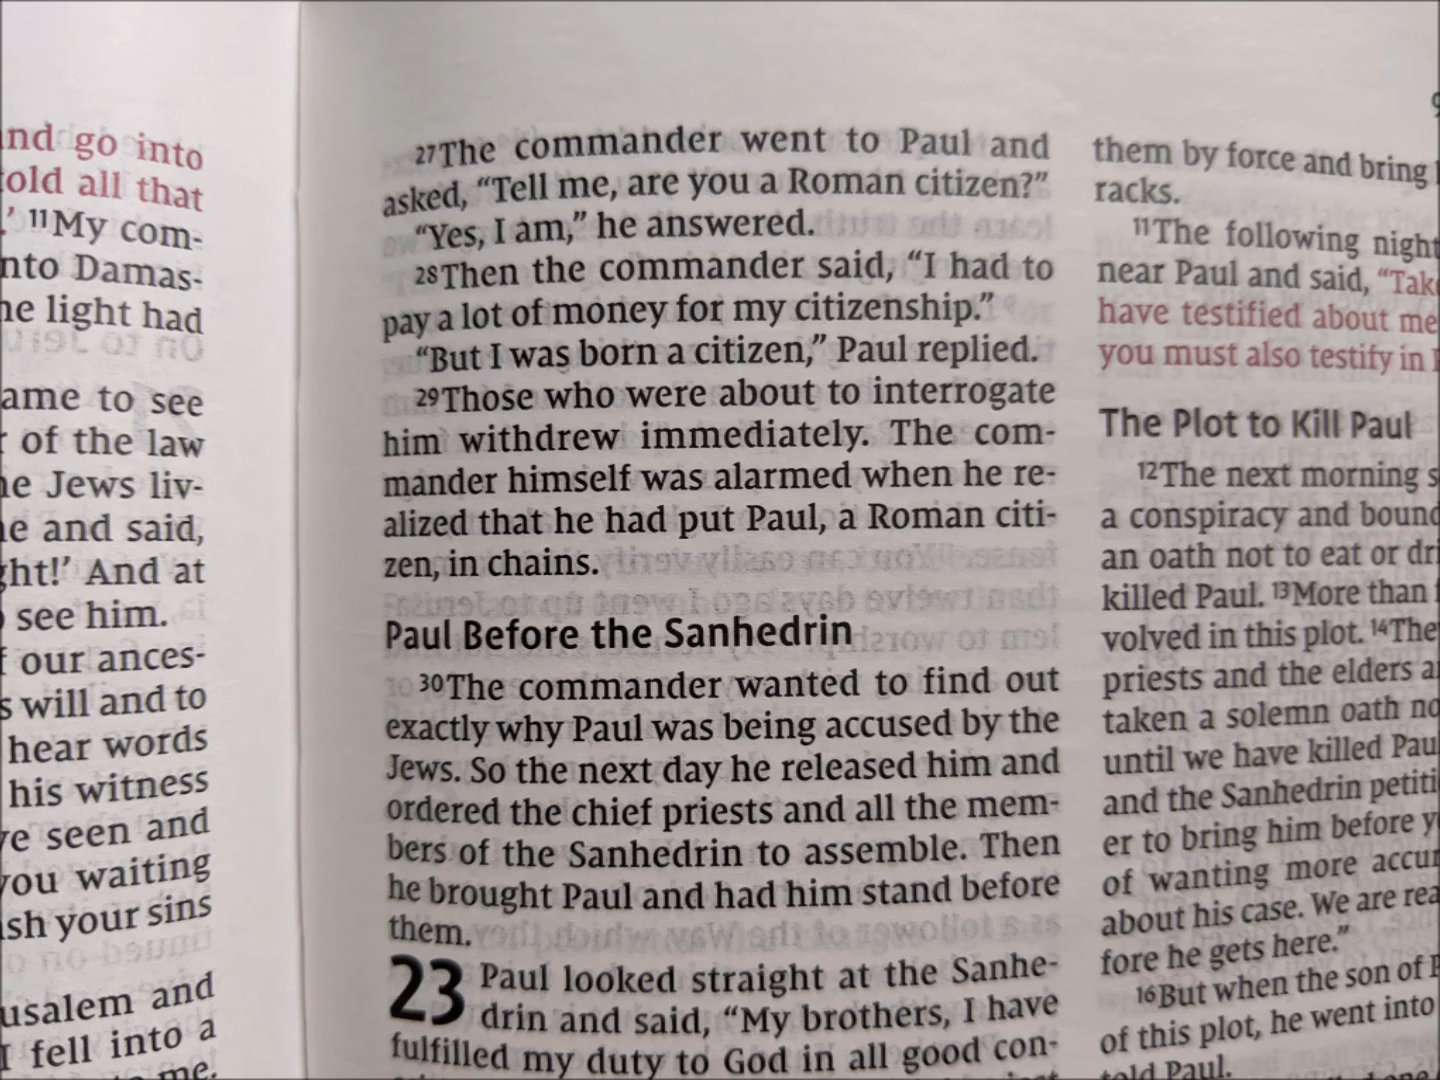 and go into
told all that
.' 11My com-
nto Damas-
he light had
ame to see
r of the law
he Jews liv-
he and said,
ght!' And at
see him.
f our ances-
s will and to
hear words
his witness
ve seen and
you waiting
sh your sins
usalem and
I fell into a
me.
27The commander went to Paul and
asked, “Tell me, are you a Roman citizen?”
“Yes, I am,” he answered.
28Then the commander said, “I had to
pay a lot of money for my citizenship.”
“But I was born a citizen,” Paul replied.
29Those who were about to interrogate
him withdrew immediately. The com-
mander himself was alarmed when he re-
alized that he had put Paul, a Roman citi-
zen, in chains.
Paul Before the Sanhedrin
30The commander wanted to find out
exactly why Paul was being accused by the
Jews. So the next day he released him and
ordered the chief priests and all the mem-
bers of the Sanhedrin to assemble. Then
he brought Paul and had him stand before
them.
23 Paul looked straight at the Sanhe-
drin and said, “My brothers, I have
fulfilled my duty to God in all good con-
them by force and bring
racks.
11The following night
near Paul and said, “Take
have testified about me
you must also testify in
The Plot to Kill Paul
12The next morning s
a conspiracy and bound
an oath not to eat or dri
killed Paul. 13More than
volved in this plot. 14They
priests and the elders a
taken a solemn oath no
until we have killed Pau
and the Sanhedrin petiti
er to bring him before y
of wanting more accur
about his case. We are rea
fore he gets here.”
16But when the son of
of this plot, he went into
told Paul.